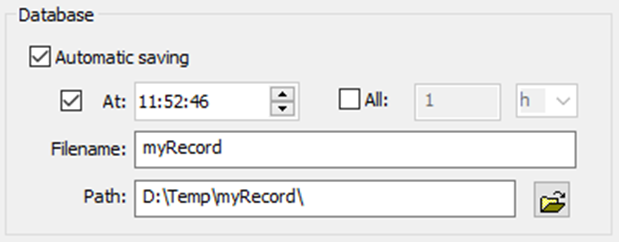 Database
Automatic saving
At: 11:52:46 All: 1 h
Filename: myRecord
Path: D:\Temp\myRecord\